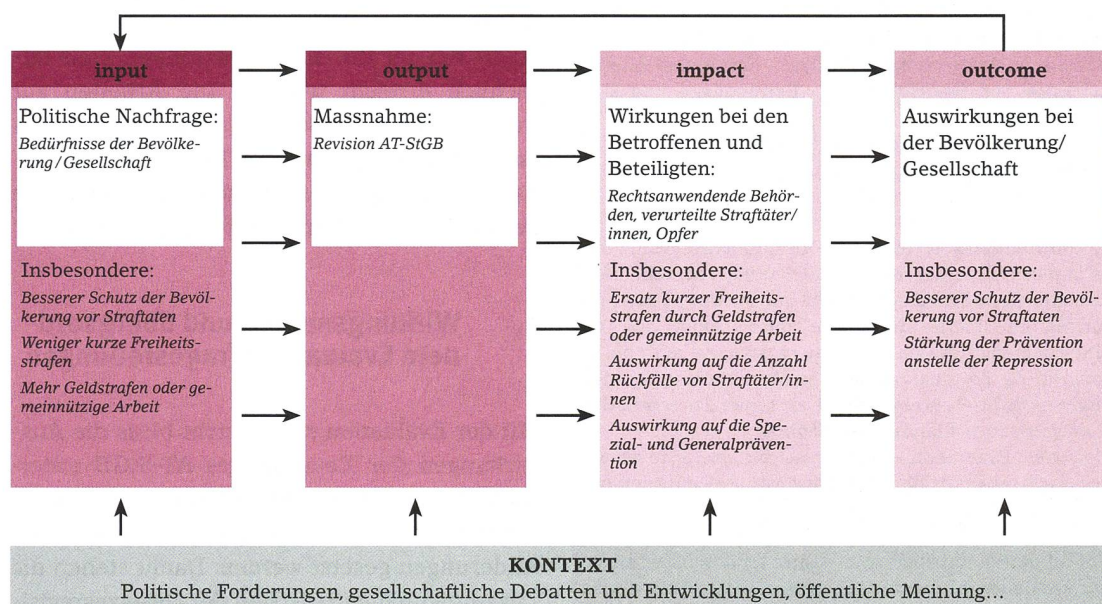 input
output
impact
outcome
Politische Nachfrage:
Bedürfnisse der Bevölke-
rung / Gesellschaft
Insbesondere:
Besserer Schutz der Bevöl-
kerung vor Straftaten
Weniger kurze Freiheits-
strafen
Mehr Geldstrafen oder ge-
meinnützige Arbeit
Massnahme:
Revision AT-StGB
Wirkungen bei den
Betroffenen und
Beteiligten:
Rechtsanwendende Behör-
den, verurteilte Straftäter/
innen, Opfer
Insbesondere:
Ersatz kurzer Freiheits-
strafen durch Geldstrafen
oder gemeinnützige Arbeit
Auswirkung auf die Anzahl
Rückfälle von Straftäter/in-
nen
Auswirkung auf die Spe-
zial- und Generalpräven-
tion
Auswirkungen bei
der Bevölkerung/
Gesellschaft
Insbesondere:
Besserer Schutz der Bevöl-
kerung vor Straftaten
Stärkung der Prävention
anstelle der Repression
KONTEXT
Politische Forderungen, gesellschaftliche Debatten und Entwicklungen, öffentliche Meinung...